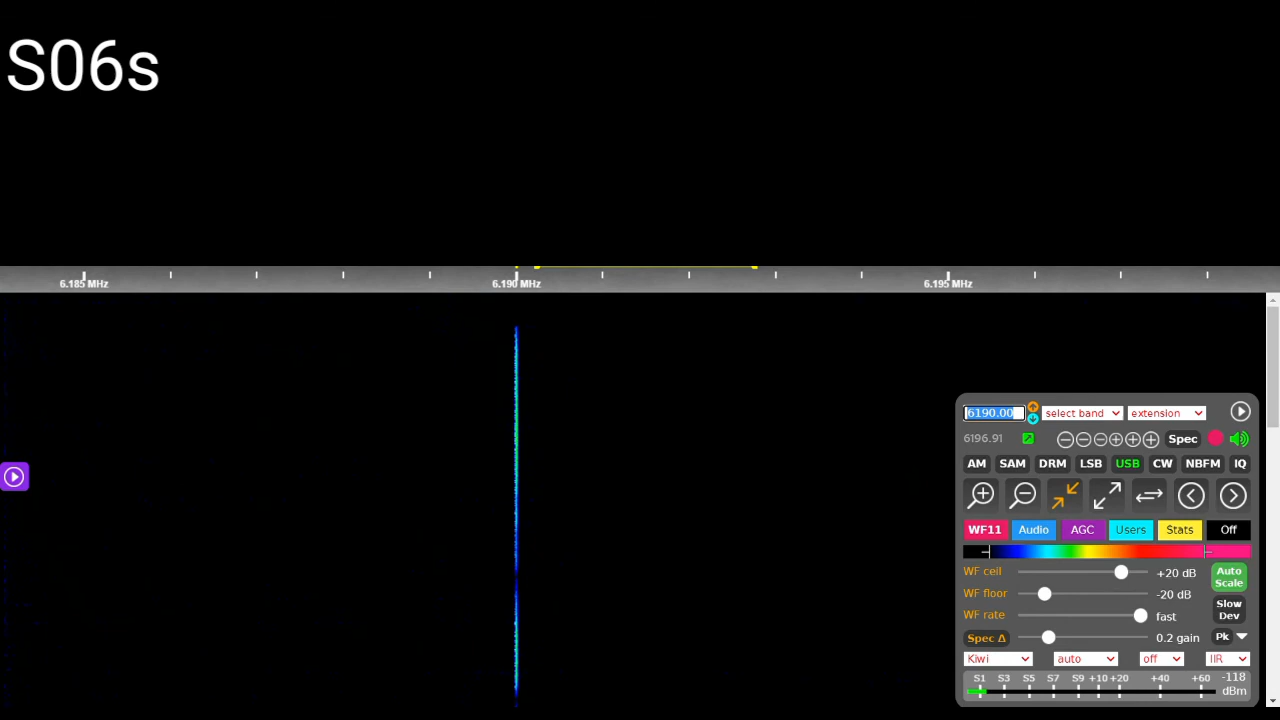 S06s
6.185 MHz 6.190 MHz 6.195 MHz
6190.00 select band extension
6196.91 Spec
AM SAM DRM LSB USB CW NBFM IQ
WF11 Audio AGC Users Stats Off
WF ceil +20 dB Auto Scale
WF floor -20 dB
WF rate fast Slow Dev
Spec Δ 0.2 gain Pk
Kiwi auto off IIR
S1 S3 S5 S7 S9 +10 +20 +40 +60 -118 dBm